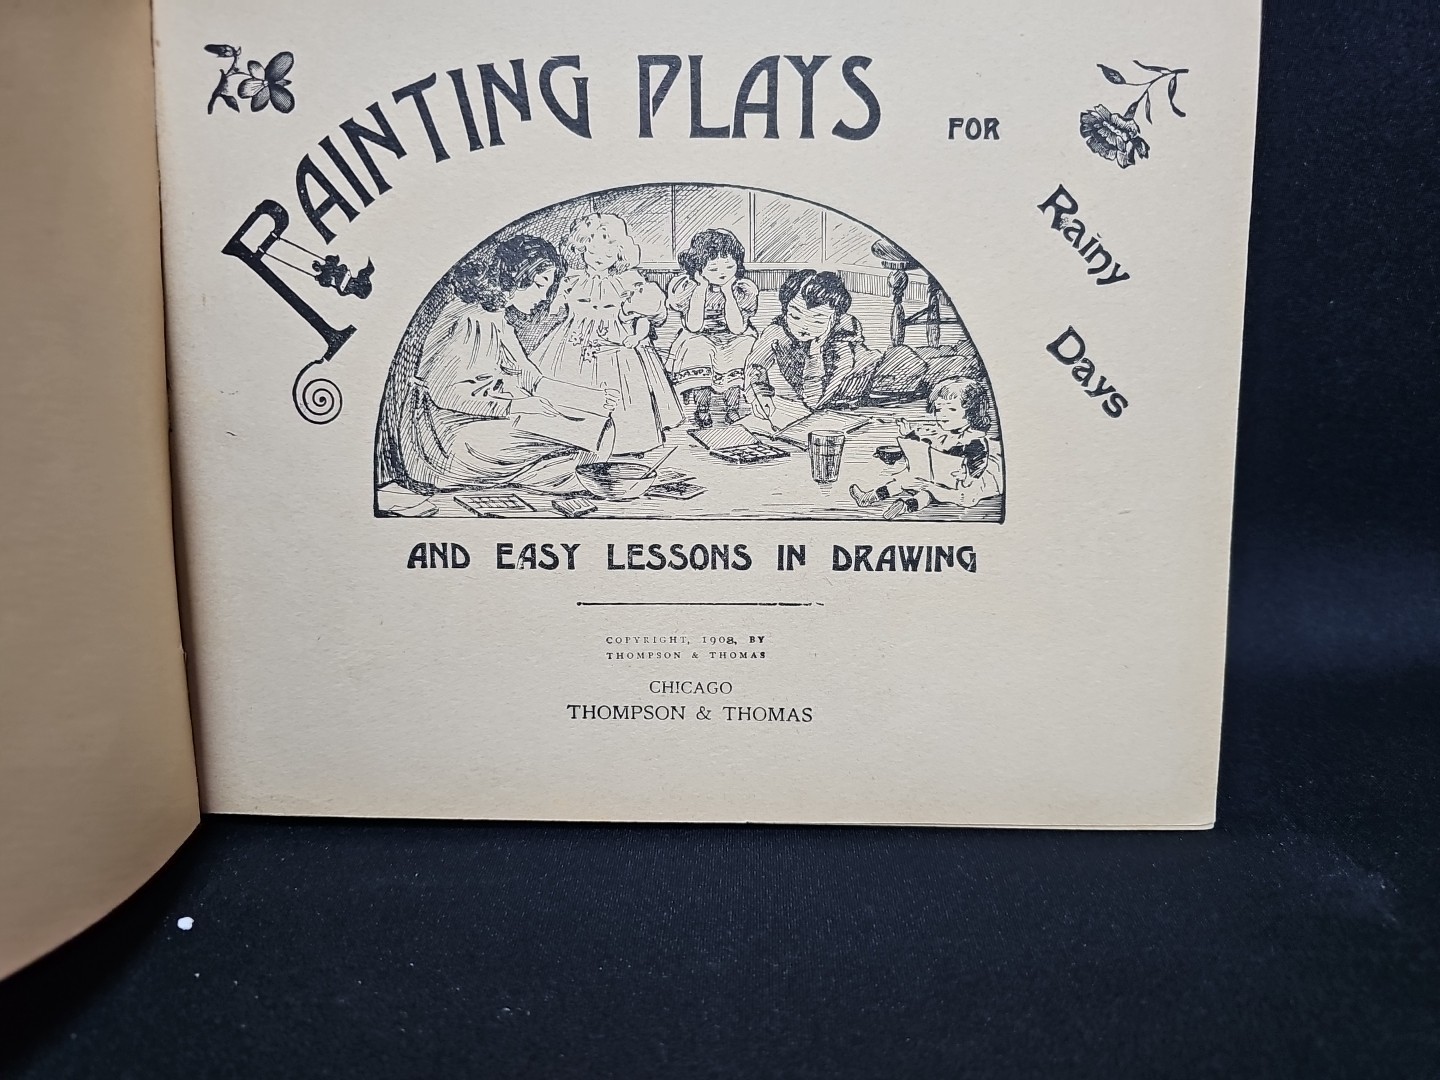 PAINTING PLAYS
FOR
Rainy
Days
AND EASY LESSONS IN DRAWING
COPYRIGHT, 1908, BY
THOMPSON & THOMAS
CHICAGO
THOMPSON & THOMAS